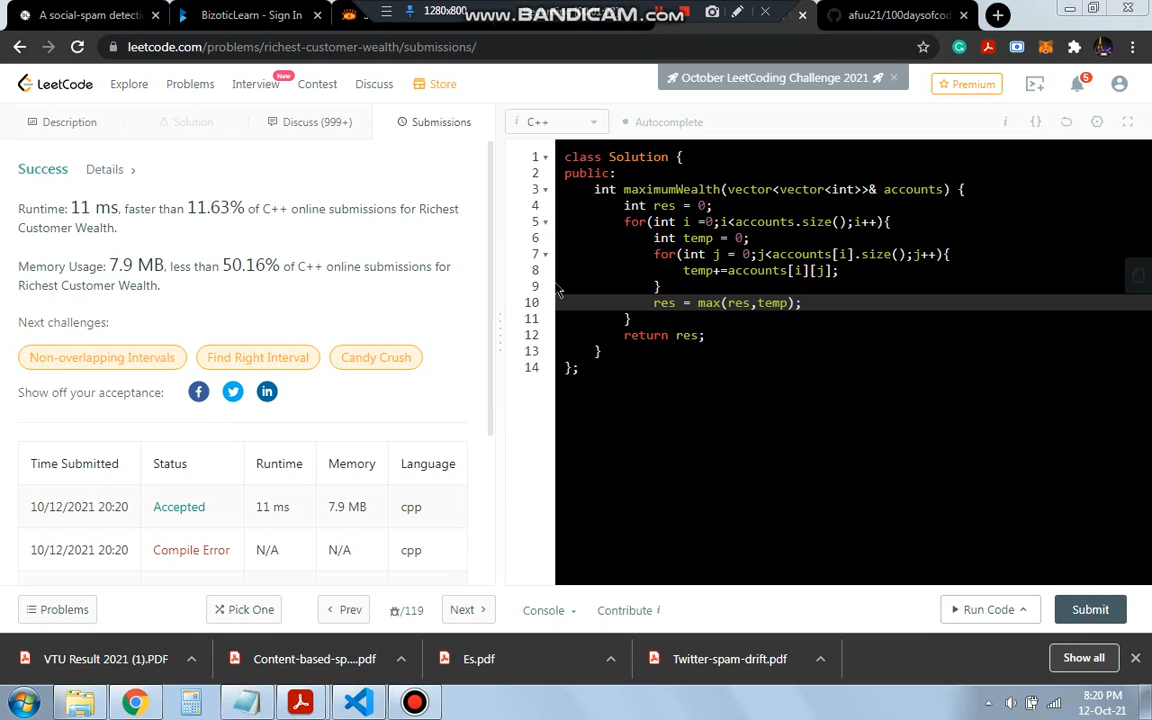 A social-spam detecti
BizoticLearn - Sign In
1280x800
www.BANDICAM.com
afuu21/100daysofcod
leetcode.com/problems/richest-customer-wealth/submissions/
LeetCode
Explore
Problems
Interview
New
Contest
Discuss
Store
October LeetCoding Challenge 2021
Premium
5
Description
Solution
Discuss (999+)
Submissions
i C++
Autocomplete
Success
Details >
Runtime: 11 ms, faster than 11.63% of C++ online submissions for Richest
Customer Wealth.
Memory Usage: 7.9 MB, less than 50.16% of C++ online submissions for
Richest Customer Wealth.
Next challenges:
Non-overlapping Intervals
Find Right Interval
Candy Crush
Show off your acceptance:
Time Submitted Status Runtime Memory Language
10/12/2021 20:20 Accepted 11 ms 7.9 MB cpp
10/12/2021 20:20 Compile Error N/A N/A cpp
1 class Solution {
2 public:
3 int maximumWealth(vector<vector<int>>& accounts) {
4 int res = 0;
5 for(int i =0;i<accounts.size();i++){
6 int temp = 0;
7 for(int j = 0;j<accounts[i].size();j++){
8 temp+=accounts[i][j];
9 }
10 res = max(res,temp);
11 }
12 return res;
13 }
14 };
Problems
Pick One
< Prev
/119
Next >
Console
Contribute i
Run Code
Submit
VTU Result 2021 (1).PDF
Content-based-sp....pdf
Es.pdf
Twitter-spam-drift.pdf
Show all
8:20 PM
12-Oct-21